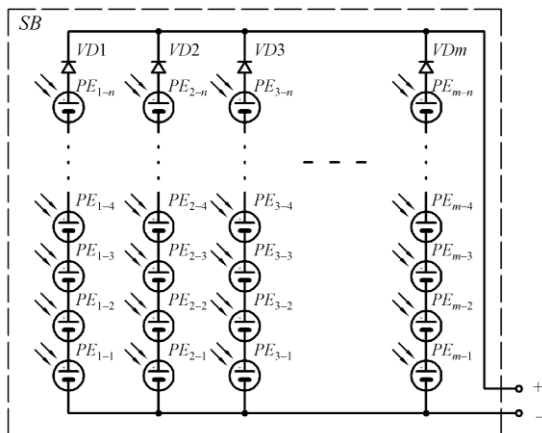 SB
VD1 VD2 VD3 VDm
PE1–n PE2–n PE3–n PEm–n
PE1–4 PE2–4 PE3–4 PEm–4
PE1–3 PE2–3 PE3–3 PEm–3
PE1–2 PE2–2 PE3–2 PEm–2
PE1–1 PE2–1 PE3–1 PEm–1
+
–